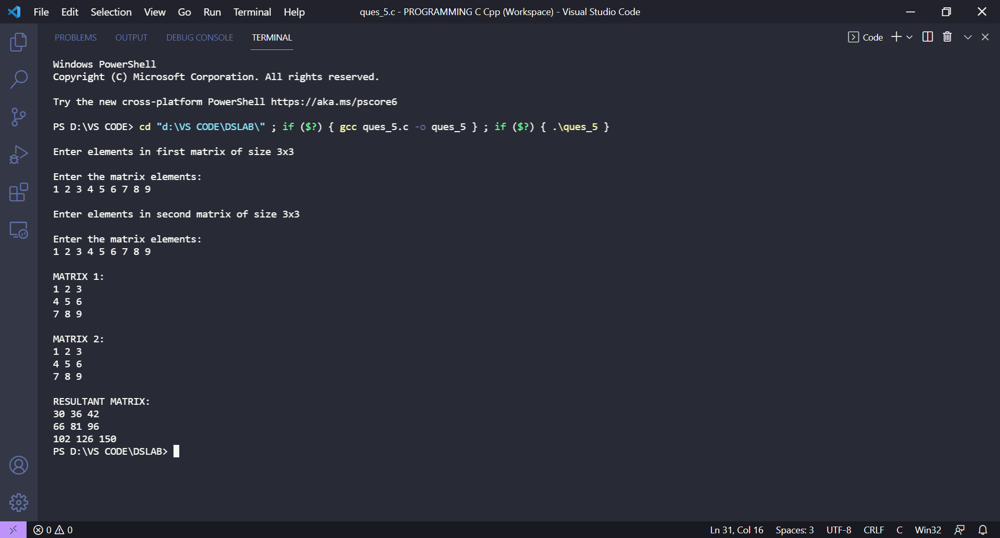 File Edit Selection View Go Run Terminal Help ques_5.c - PROGRAMMING C Cpp (Workspace) - Visual Studio Code
PROBLEMS OUTPUT DEBUG CONSOLE TERMINAL Code
Windows PowerShell
Copyright (C) Microsoft Corporation. All rights reserved.
Try the new cross-platform PowerShell https://aka.ms/pscore6
PS D:\VS CODE> cd "d:\VS CODE\DSLAB\" ; if ($?) { gcc ques_5.c -o ques_5 } ; if ($?) { .\ques_5 }
Enter elements in first matrix of size 3x3
Enter the matrix elements:
1 2 3 4 5 6 7 8 9
Enter elements in second matrix of size 3x3
Enter the matrix elements:
1 2 3 4 5 6 7 8 9
MATRIX 1:
1 2 3
4 5 6
7 8 9
MATRIX 2:
1 2 3
4 5 6
7 8 9
RESULTANT MATRIX:
30 36 42
66 81 96
102 126 150
PS D:\VS CODE\DSLAB>
0 0 Ln 31, Col 16 Spaces: 3 UTF-8 CRLF C Win32